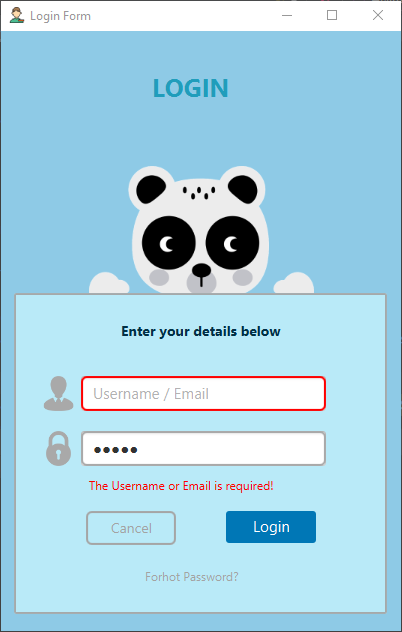 Login Form
LOGIN
Enter your details below
Username / Email
•••••
The Username or Email is required!
Cancel Login
Forhot Password?